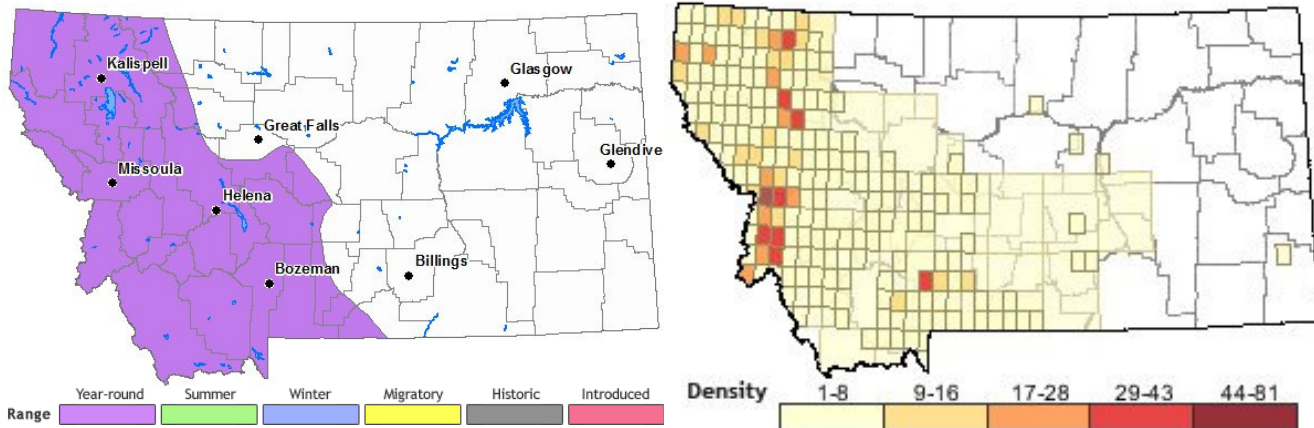 Kalispell
Glasgow
Great Falls
Glendive
Missoula
Helena
Bozeman
Billings
Year-round Summer Winter Migratory Historic Introduced
Range
Density 1-8 9-16 17-28 29-43 44-81